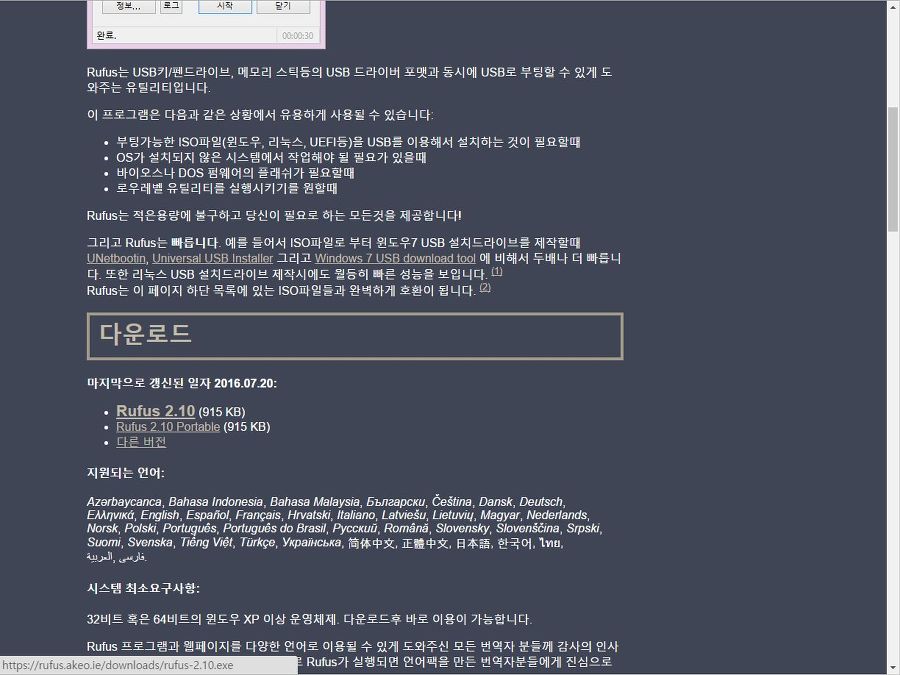 정보... 로그 시작 닫기
완료. 00:00:30
Rufus는 USB키/펜드라이브, 메모리 스틱등의 USB 드라이버 포맷과 동시에 USB로 부팅할 수 있게 도
와주는 유틸리티입니다.
이 프로그램은 다음과 같은 상황에서 유용하게 사용될 수 있습니다:
• 부팅가능한 ISO파일(윈도우, 리눅스, UEFI등)을 USB를 이용해서 설치하는 것이 필요할때
• OS가 설치되지 않은 시스템에서 작업해야 될 필요가 있을때
• 바이오스나 DOS 펌웨어의 플래쉬가 필요할때
• 로우레벨 유틸리티를 실행시키기를 원할때
Rufus는 적은용량에 불구하고 당신이 필요로 하는 모든것을 제공합니다!
그리고 Rufus는 빠릅니다. 예를 들어서 ISO파일로 부터 윈도우7 USB 설치드라이브를 제작할때
UNetbootin, Universal USB Installer 그리고 Windows 7 USB download tool 에 비해서 두배나 더 빠릅니
다. 또한 리눅스 USB 설치드라이브 제작시에도 월등히 빠른 성능을 보입니다. (1)
Rufus는 이 페이지 하단 목록에 있는 ISO파일들과 완벽하게 호환이 됩니다. (2)
다운로드
마지막으로 갱신된 일자 2016.07.20:
• Rufus 2.10 (915 KB)
• Rufus 2.10 Portable (915 KB)
• 다른 버전
지원되는 언어:
Azərbaycanca, Bahasa Indonesia, Bahasa Malaysia, Български, Čeština, Dansk, Deutsch,
Ελληνικά, English, Español, Français, Hrvatski, Italiano, Latviešu, Lietuvių, Magyar, Nederlands,
Norsk, Polski, Português, Português do Brasil, Русский, Română, Slovensky, Slovenščina, Srpski,
Suomi, Svenska, Tiếng Việt, Türkçe, Українська, 简体中文, 正體中文, 日本語, 한국어, ไทย,
العربية, فارسی.
시스템 최소요구사항:
32비트 혹은 64비트의 윈도우 XP 이상 운영체제. 다운로드후 바로 이용이 가능합니다.
Rufus 프로그램과 웹페이지를 다양한 언어로 이용될 수 있게 도와주신 모든 번역자 분들께 감사의 인사
로 Rufus가 실행되면 언어팩을 만든 번역자분들에게 진심으로
https://rufus.akeo.ie/downloads/rufus-2.10.exe